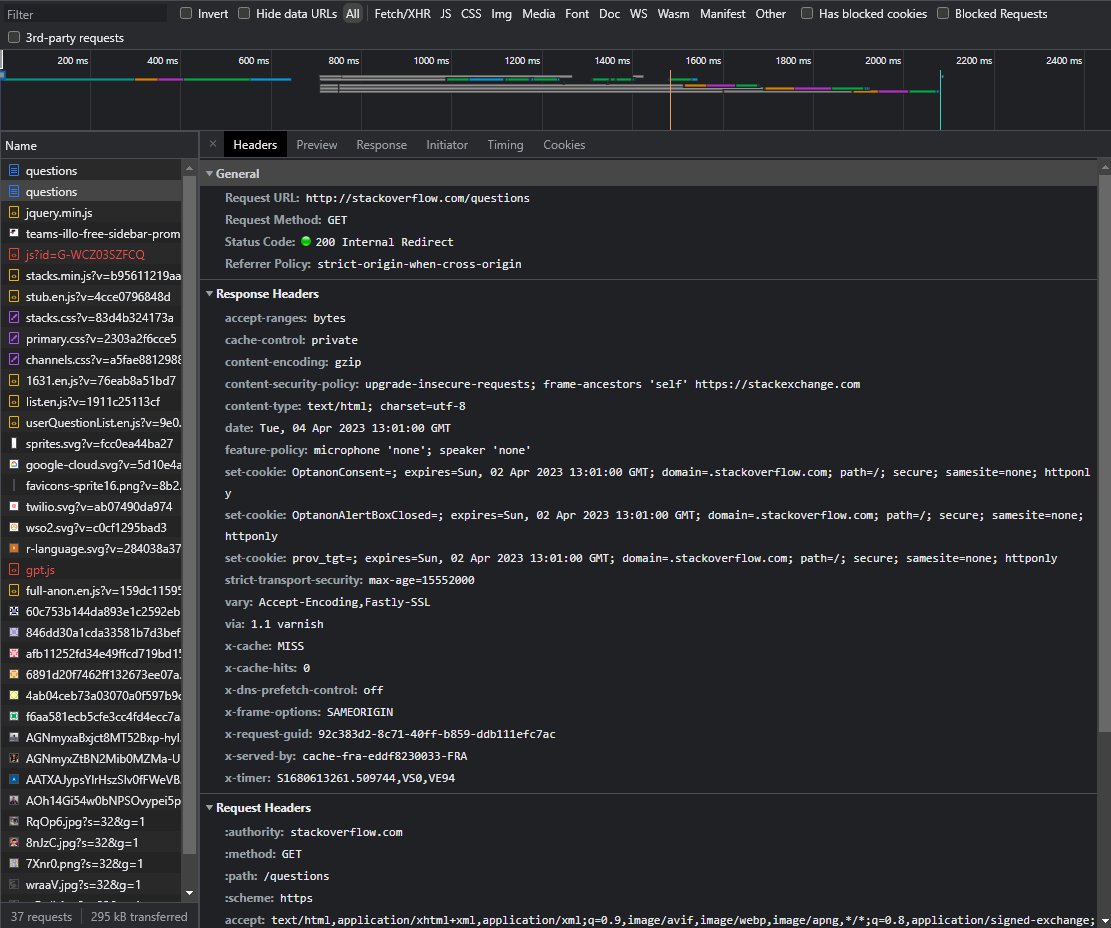 Filter
Invert Hide data URLs All Fetch/XHR JS CSS Img Media Font Doc WS Wasm Manifest Other Has blocked cookies Blocked Requests
3rd-party requests
200 ms 400 ms 600 ms 800 ms 1000 ms 1200 ms 1400 ms 1600 ms 1800 ms 2000 ms 2200 ms 2400 ms
Name
questions
questions
jquery.min.js
teams-illo-free-sidebar-prom
js?id=G-WCZ03SZFCQ
stacks.min.js?v=b95611219aa
stub.en.js?v=4cce0796848d
stacks.css?v=83d4b324173a
primary.css?v=2303a2f6cce5
channels.css?v=a5fae8812988
1631.en.js?v=76eab8a51bd7
list.en.js?v=1911c25113cf
userQuestionList.en.js?v=9e0.
sprites.svg?v=fcc0ea44ba27
google-cloud.svg?v=5d10e4a
favicons-sprite16.png?v=8b2.
twilio.svg?v=ab07490da974
wso2.svg?v=c0cf1295bad3
r-language.svg?v=284038a37
gpt.js
full-anon.en.js?v=159dc11595
60c753b144da893e1c2592eb
846dd30a1cda33581b7d3bef
afb11252fd34e49ffcd719bd15
6891d20f7462ff132673ee07a.
4ab04ceb73a03070a0f597b9c
f6aa581ecb5cfe3cc4fd4ecc7a
AGNmyxaBxjct8MT52Bxp-hyl.
AGNmyxZtBN2Mib0MZMa-U
AATXAJypsYlrHszSlv0fFWeVB
AOh14Gi54w0bNPSOvypei5p
RqOp6.jpg?s=32&g=1
8nJzC.jpg?s=32&g=1
7Xnr0.png?s=32&g=1
wraaV.jpg?s=32&g=1
37 requests 295 kB transferred
× Headers Preview Response Initiator Timing Cookies
General
Request URL: http://stackoverflow.com/questions
Request Method: GET
Status Code: 200 Internal Redirect
Referrer Policy: strict-origin-when-cross-origin
Response Headers
accept-ranges: bytes
cache-control: private
content-encoding: gzip
content-security-policy: upgrade-insecure-requests; frame-ancestors 'self' https://stackexchange.com
content-type: text/html; charset=utf-8
date: Tue, 04 Apr 2023 13:01:00 GMT
feature-policy: microphone 'none'; speaker 'none'
set-cookie: OptanonConsent=; expires=Sun, 02 Apr 2023 13:01:00 GMT; domain=.stackoverflow.com; path=/; secure; samesite=none; httponl
y
set-cookie: OptanonAlertBoxClosed=; expires=Sun, 02 Apr 2023 13:01:00 GMT; domain=.stackoverflow.com; path=/; secure; samesite=none;
httponly
set-cookie: prov_tgt=; expires=Sun, 02 Apr 2023 13:01:00 GMT; domain=.stackoverflow.com; path=/; secure; samesite=none; httponly
strict-transport-security: max-age=15552000
vary: Accept-Encoding,Fastly-SSL
via: 1.1 varnish
x-cache: MISS
x-cache-hits: 0
x-dns-prefetch-control: off
x-frame-options: SAMEORIGIN
x-request-guid: 92c383d2-8c71-40ff-b859-ddb111efc7ac
x-served-by: cache-fra-eddf8230033-FRA
x-timer: S1680613261.509744,VS0,VE94
Request Headers
:authority: stackoverflow.com
:method: GET
:path: /questions
:scheme: https
accept: text/html,application/xhtml+xml,application/xml;q=0.9,image/avif,image/webp,image/apng,*/*;q=0.8,application/signed-exchange;